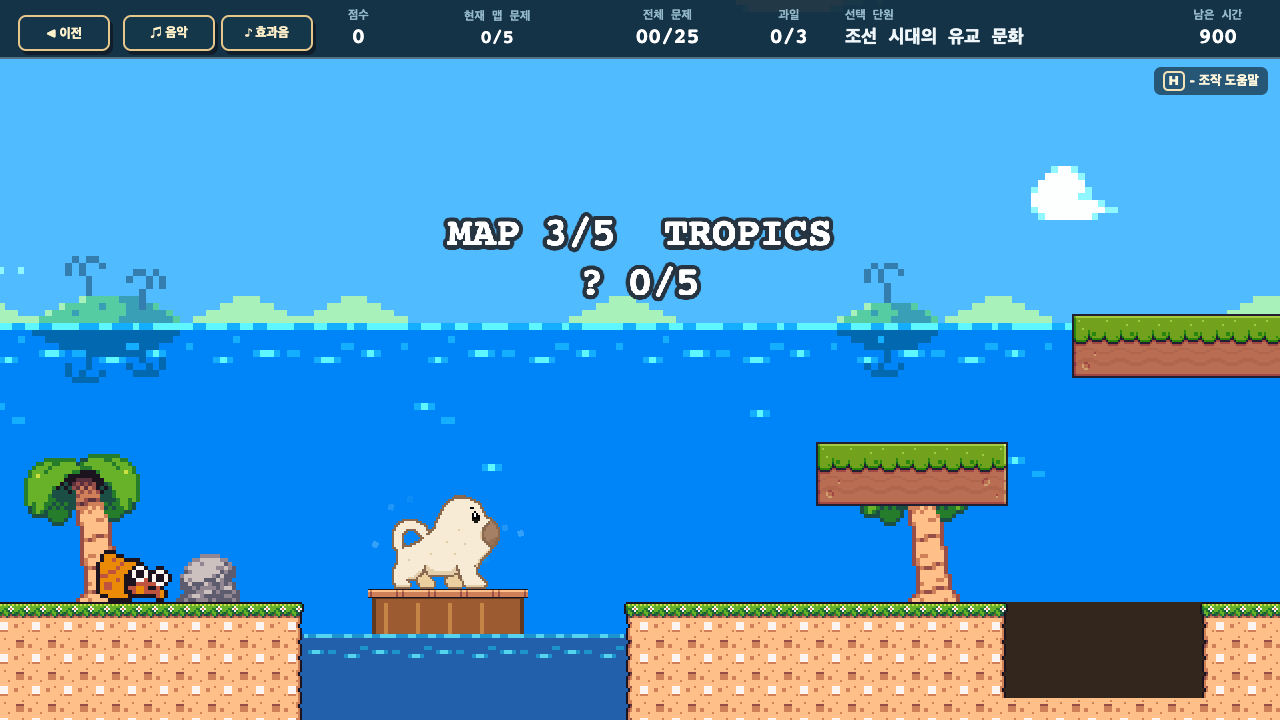 ◀ 이전
♫ 음악
♪ 효과음
점수
0
현재 맵 문제
0/5
전체 문제
00/25
과일
0/3
선택 단원
조선 시대의 유교 문화
남은 시간
900
H - 조작 도움말
MAP 3/5 TROPICS
? 0/5